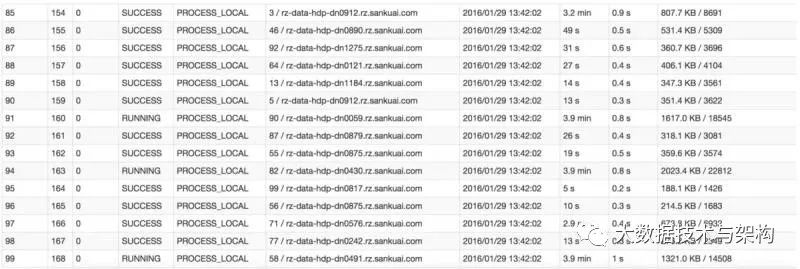 85 154 0 SUCCESS PROCESS_LOCAL 3 / rz-data-hdp-dn0912.rz.sankuai.com 2016/01/29 13:42:02 3.2 min 0.9 s 807.7 KB / 8691
86 155 0 SUCCESS PROCESS_LOCAL 46 / rz-data-hdp-dn0890.rz.sankuai.com 2016/01/29 13:42:02 49 s 0.5 s 531.4 KB / 5309
87 156 0 SUCCESS PROCESS_LOCAL 92 / rz-data-hdp-dn1275.rz.sankuai.com 2016/01/29 13:42:02 31 s 0.6 s 360.7 KB / 3696
88 157 0 SUCCESS PROCESS_LOCAL 64 / rz-data-hdp-dn0121.rz.sankuai.com 2016/01/29 13:42:02 27 s 0.4 s 406.1 KB / 4104
89 158 0 SUCCESS PROCESS_LOCAL 13 / rz-data-hdp-dn1184.rz.sankuai.com 2016/01/29 13:42:02 14 s 0.4 s 347.3 KB / 3561
90 159 0 SUCCESS PROCESS_LOCAL 5 / rz-data-hdp-dn0912.rz.sankuai.com 2016/01/29 13:42:02 13 s 0.3 s 351.4 KB / 3622
91 160 0 RUNNING PROCESS_LOCAL 90 / rz-data-hdp-dn0059.rz.sankuai.com 2016/01/29 13:42:02 3.9 min 0.8 s 1617.0 KB / 18545
92 161 0 SUCCESS PROCESS_LOCAL 87 / rz-data-hdp-dn0879.rz.sankuai.com 2016/01/29 13:42:02 26 s 0.4 s 318.1 KB / 3081
93 162 0 SUCCESS PROCESS_LOCAL 55 / rz-data-hdp-dn0875.rz.sankuai.com 2016/01/29 13:42:02 19 s 0.5 s 359.6 KB / 3574
94 163 0 RUNNING PROCESS_LOCAL 82 / rz-data-hdp-dn0430.rz.sankuai.com 2016/01/29 13:42:02 3.9 min 0.8 s 2023.4 KB / 22812
95 164 0 SUCCESS PROCESS_LOCAL 99 / rz-data-hdp-dn0817.rz.sankuai.com 2016/01/29 13:42:02 5 s 0.2 s 188.1 KB / 1426
96 165 0 SUCCESS PROCESS_LOCAL 56 / rz-data-hdp-dn0875.rz.sankuai.com 2016/01/29 13:42:02 10 s 0.3 s 214.5 KB / 1683
97 166 0 SUCCESS PROCESS_LOCAL 71 / rz-data-hdp-dn0576.rz.sankuai.com 2016/01/29 13:42:02 KB /
98 167 0 SUCCESS PROCESS_LOCAL 77 / rz-data-hdp-dn0242.rz.sankuai.com 2016/01/29 13:42:02 13 s
大数据技术与架构
99 168 0 RUNNING PROCESS_LOCAL 58 / rz-data-hdp-dn0491.rz.sankuai.com 2016/01/29 13:42:02 3.9 min 1 s 1321.0 KB / 14508